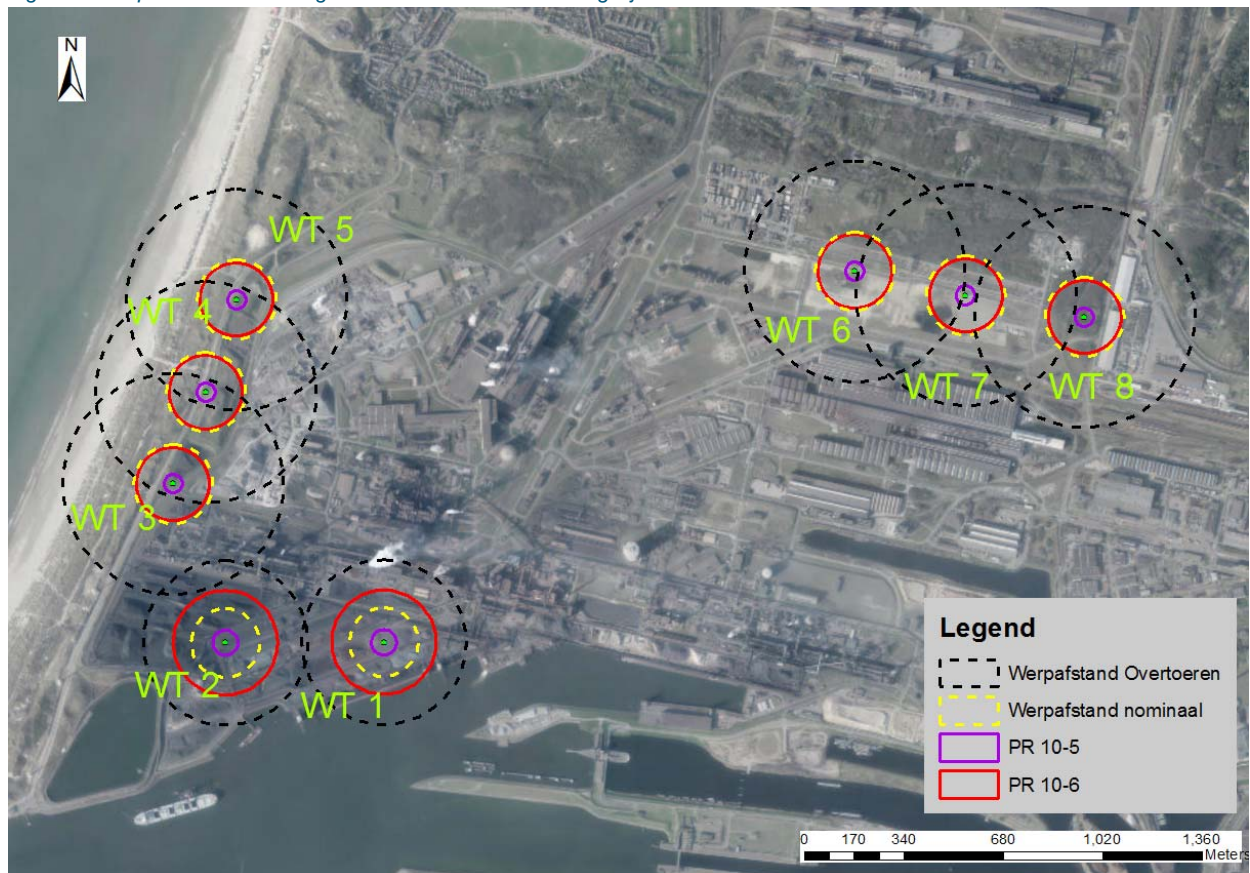 N
WT 5
WT 4
WT 3
WT 2
WT 1
WT 6
WT 7
WT 8
Legend
Werpafstand Overtoeren
Werpafstand nominaal
PR 10-5
PR 10-6
0 170 340 680 1,020 1,360
Meters